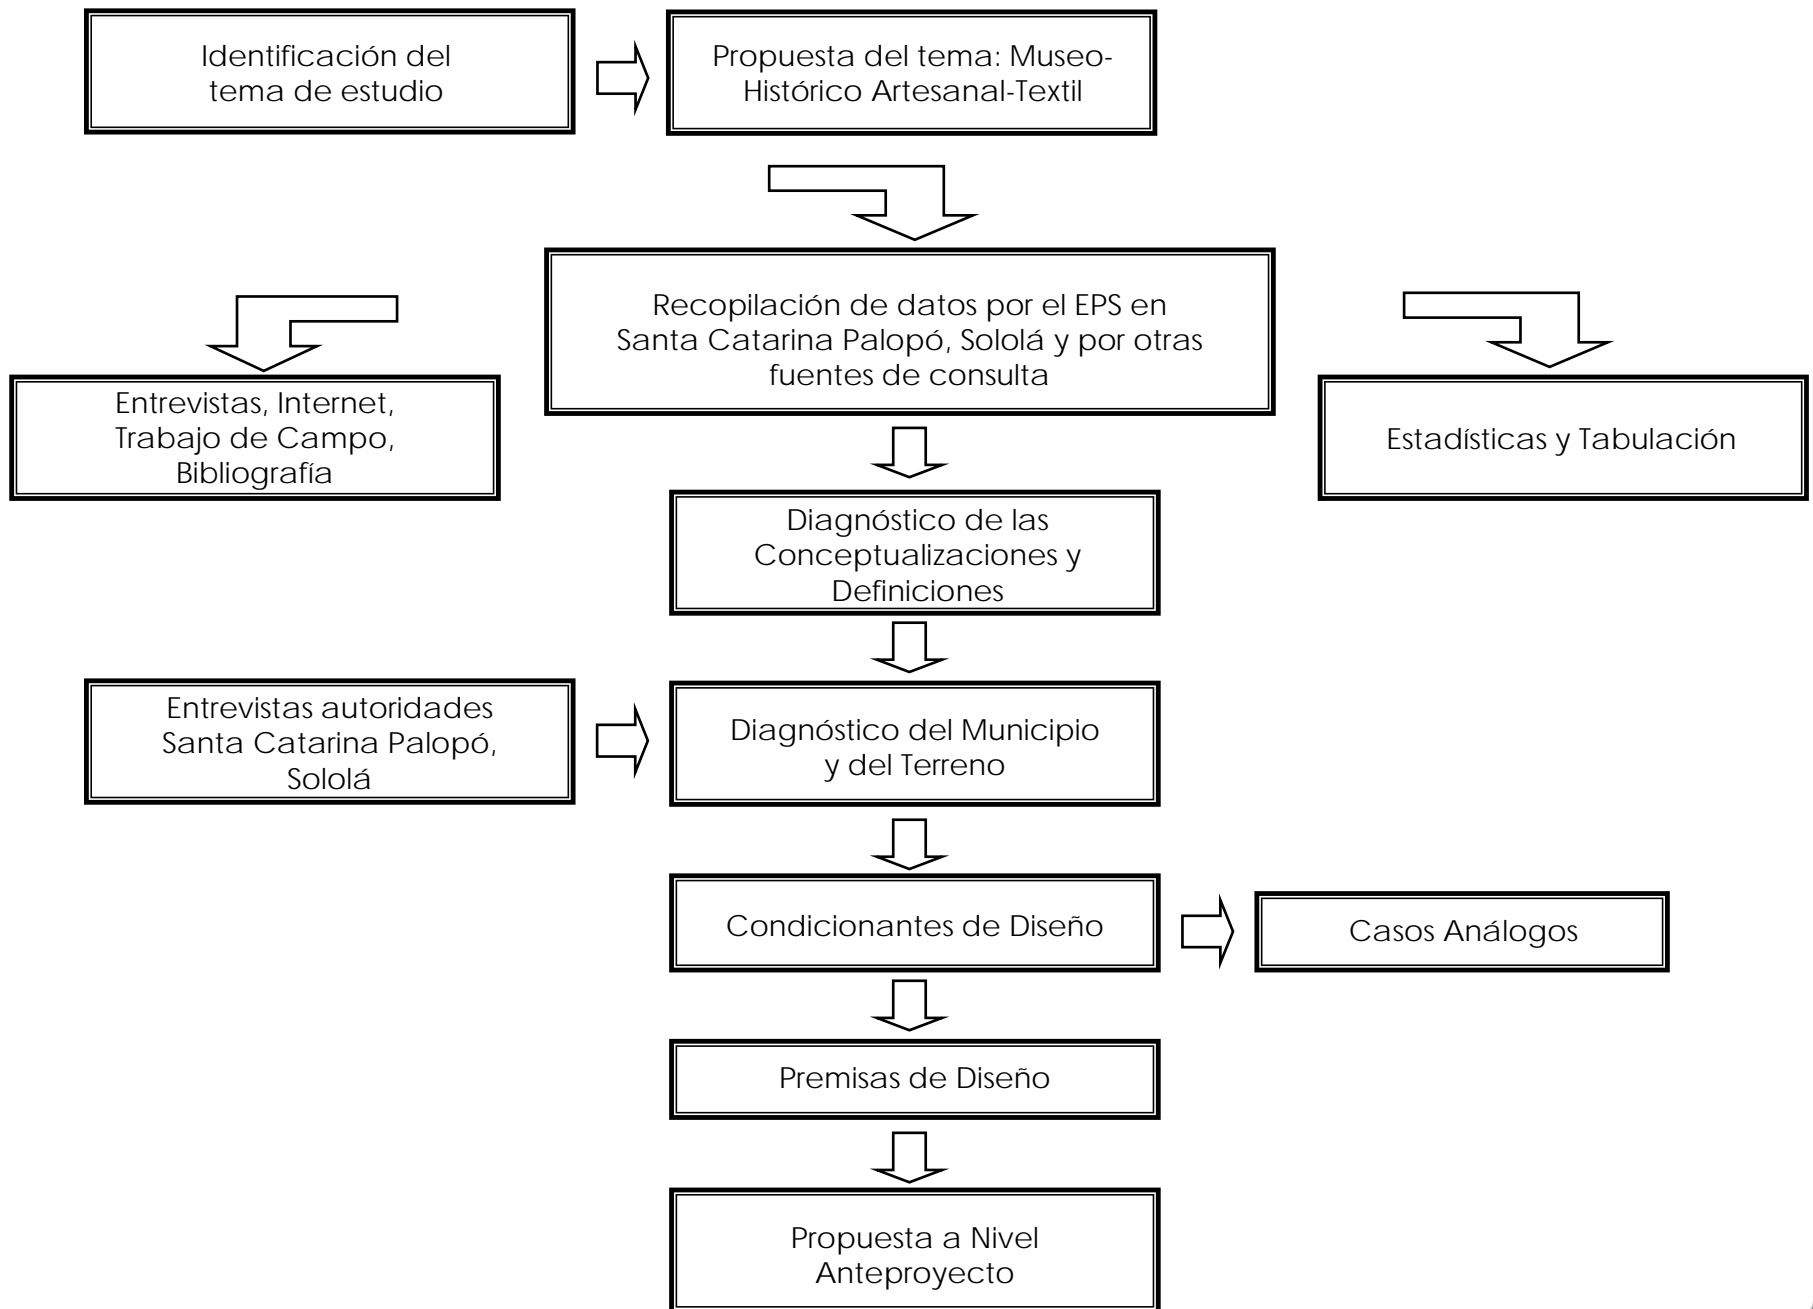 Identificación del
tema de estudio
Propuesta del tema: Museo-
Histórico Artesanal-Textil
Recopilación de datos por el EPS en
Santa Catarina Palopó, Sololá y por otras
fuentes de consulta
Entrevistas, Internet,
Trabajo de Campo,
Bibliografía
Estadísticas y Tabulación
Diagnóstico de las
Conceptualizaciones y
Definiciones
Entrevistas autoridades
Santa Catarina Palopó,
Sololá
Diagnóstico del Municipio
y del Terreno
Condicionantes de Diseño
Casos Análogos
Premisas de Diseño
Propuesta a Nivel
Anteproyecto